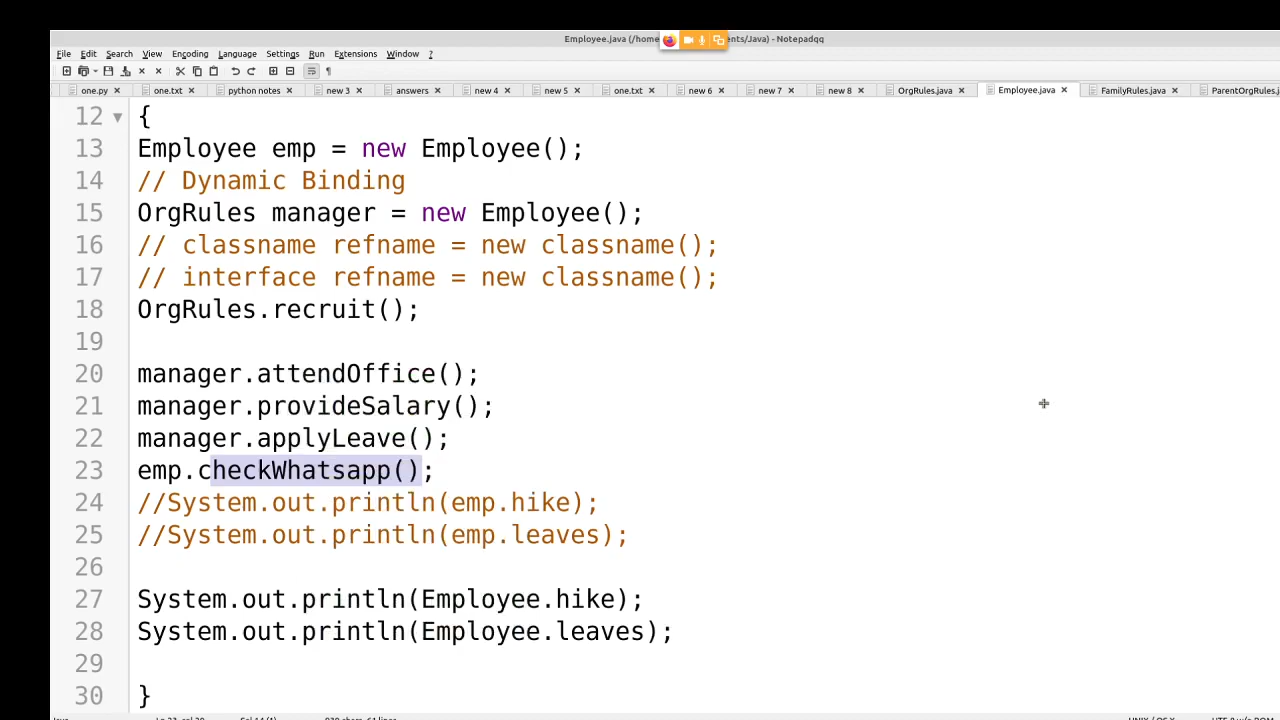 Employee.java (/home ents/Java) - Notepadqq
File Edit Search View Encoding Language Settings Run Extensions Window ?
one.py one.txt python notes new 3 answers new 4 new 5 one.txt new 6 new 7 new 8 OrgRules.java Employee.java FamilyRules.java ParentOrgRules.j
12 {
13 Employee emp = new Employee();
14 // Dynamic Binding
15 OrgRules manager = new Employee();
16 // classname refname = new classname();
17 // interface refname = new classname();
18 OrgRules.recruit();
19
20 manager.attendOffice();
21 manager.provideSalary();
22 manager.applyLeave();
23 emp.checkWhatsapp();
24 //System.out.println(emp.hike);
25 //System.out.println(emp.leaves);
26
27 System.out.println(Employee.hike);
28 System.out.println(Employee.leaves);
29
30 }